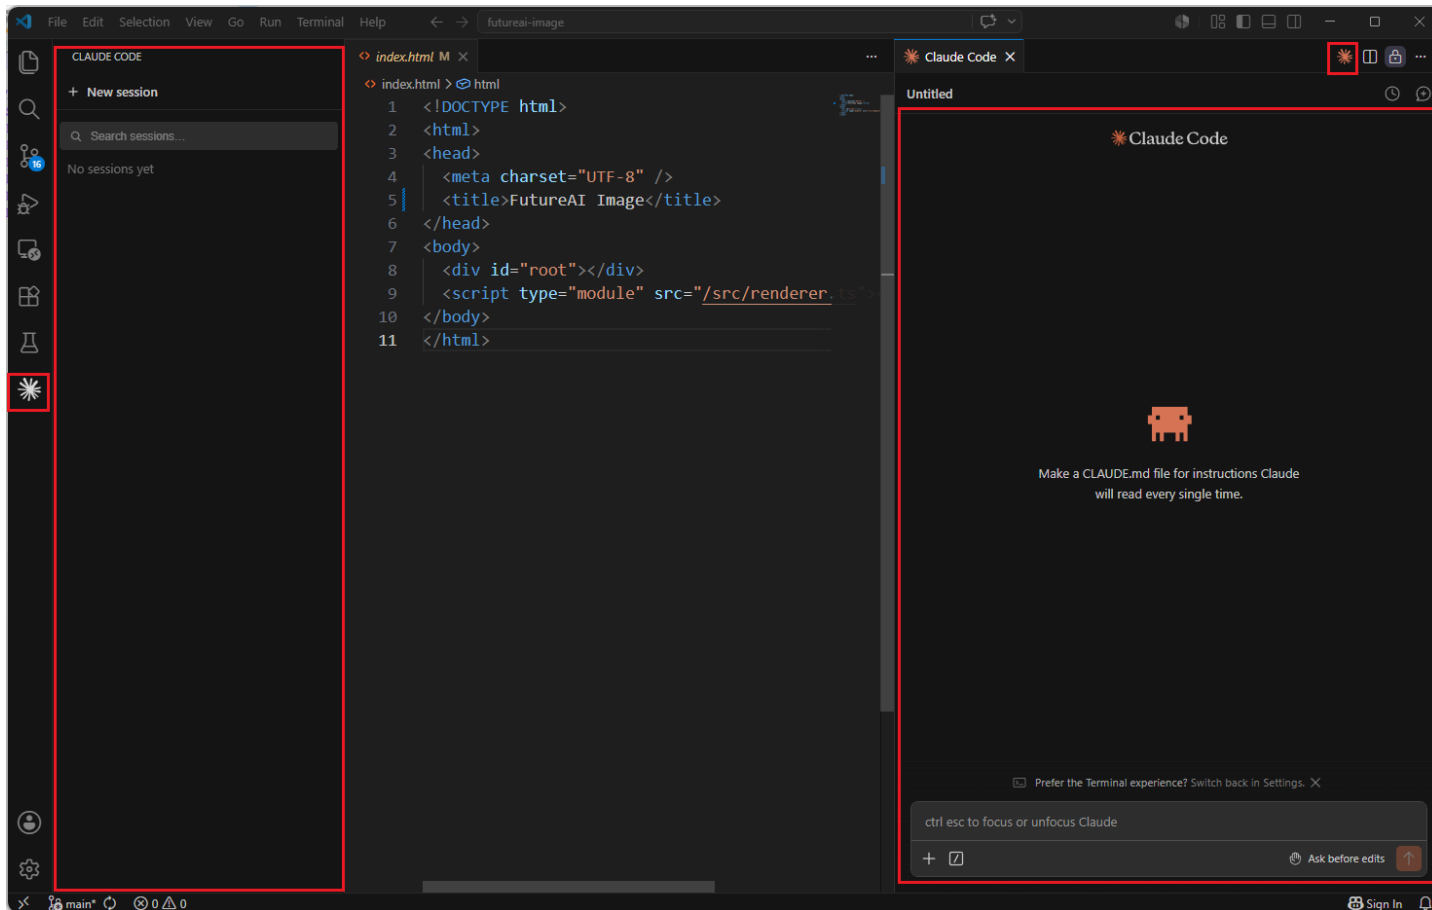 File Edit Selection View Go Run Terminal Help
futureai-image
CLAUDE CODE
+ New session
Search sessions...
No sessions yet
16
<> index.html M
<> index.html > html
1 <!DOCTYPE html>
2 <html>
3 <head>
4 <meta charset="UTF-8" />
5 <title>FutureAI Image</title>
6 </head>
7 <body>
8 <div id="root"></div>
9 <script type="module" src="/src/renderer.ts">
10 </body>
11 </html>
Claude Code
Untitled
Claude Code
Make a CLAUDE.md file for instructions Claude
will read every single time.
Prefer the Terminal experience? Switch back in Settings.
ctrl esc to focus or unfocus Claude
Ask before edits
main* 0 0
Sign In